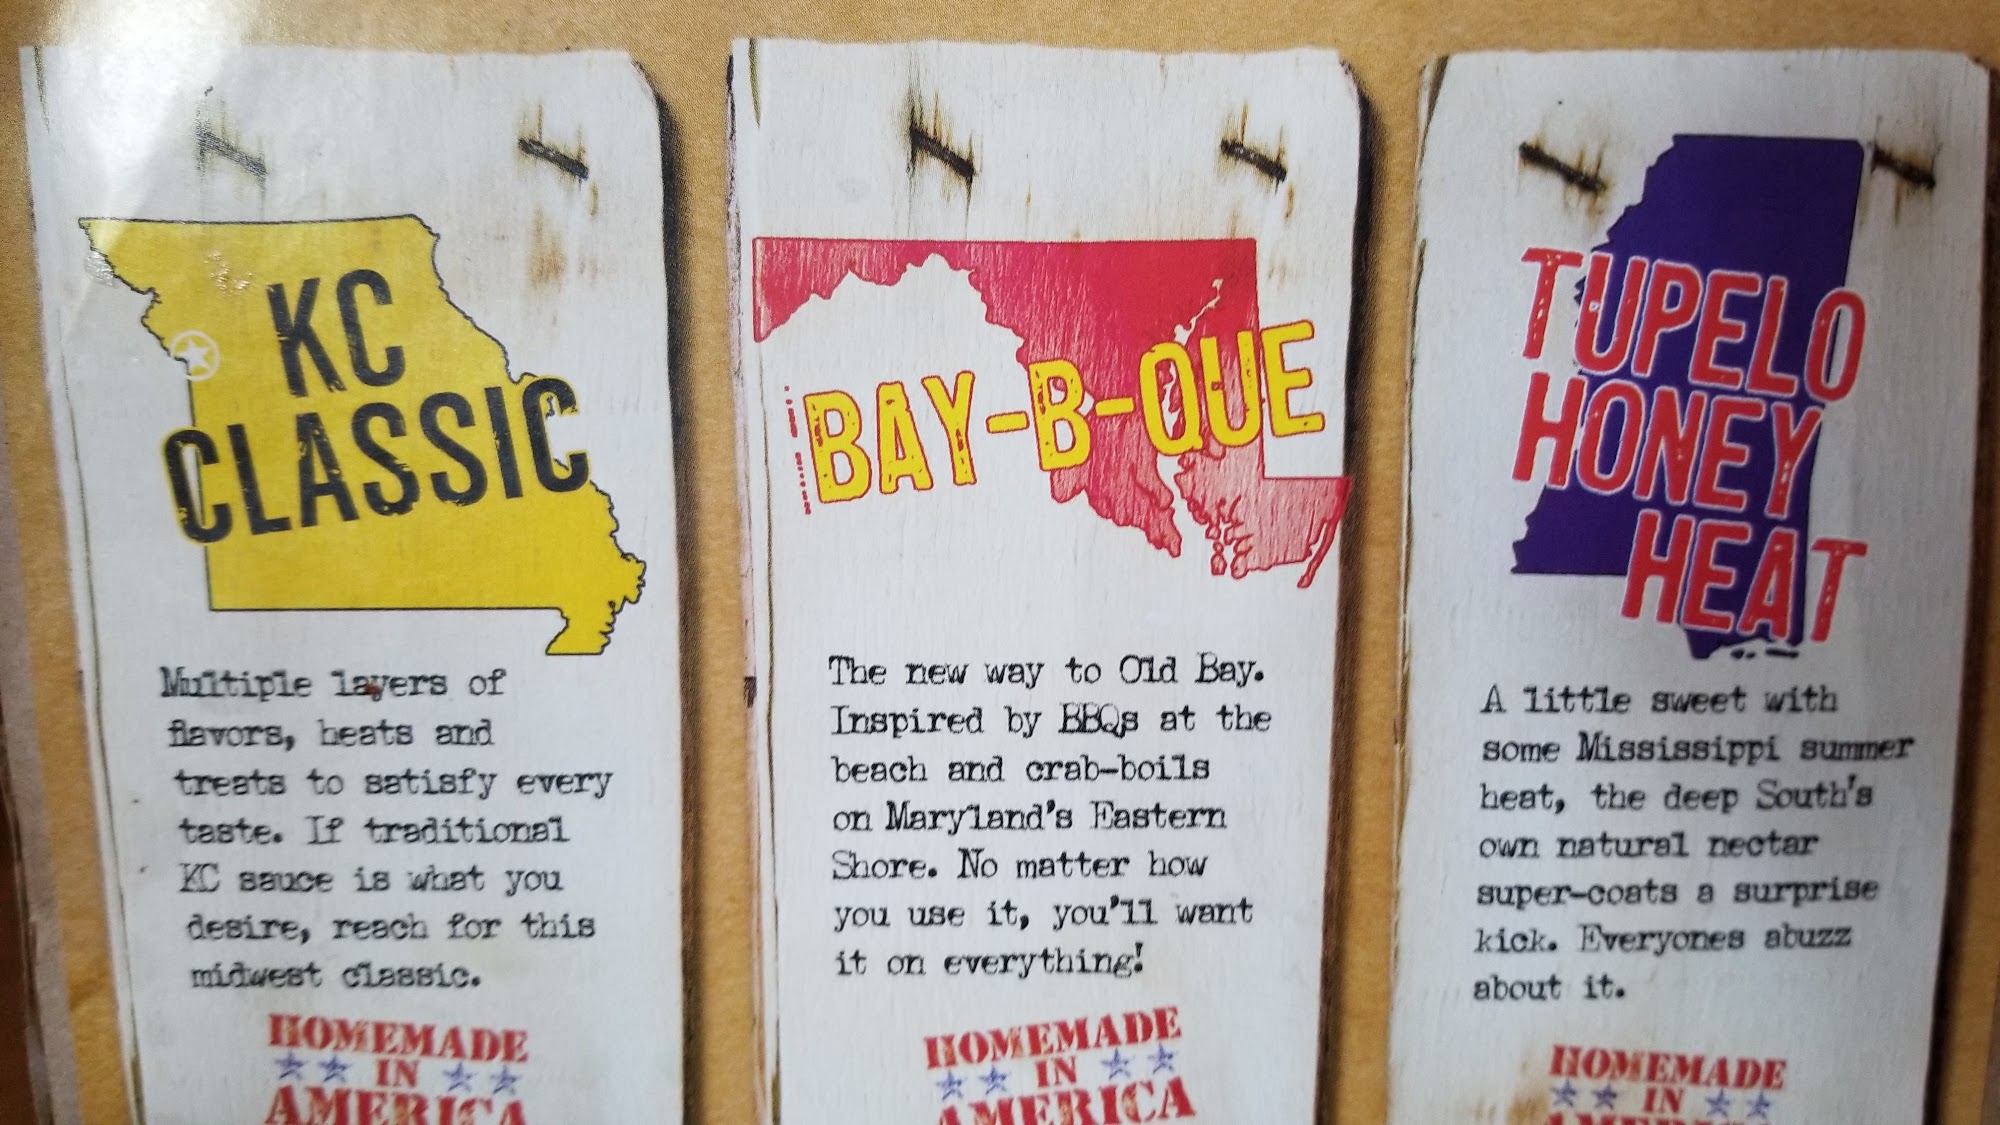 KC
CLASSIC
Multiple layers of
flavors, heats and
treats to satisfy every
taste. If traditional
KC sauce is what you
desire, reach for this
midwest classic.
HOMEMADE
IN
AMERICA
BAY-B-QUE
The new way to Old Bay.
Inspired by BBQs at the
beach and crab-boils
on Maryland's Eastern
Shore. No matter how
you use it, you'll want
it on everything!
HOMEMADE
IN
AMERICA
TUPELO
HONEY
HEAT
A little sweet with
some Mississippi summer
heat, the deep South's
own natural nectar
super-coats a surprise
kick. Everyones abuzz
about it.
HOMEMADE
IN
AMERICA